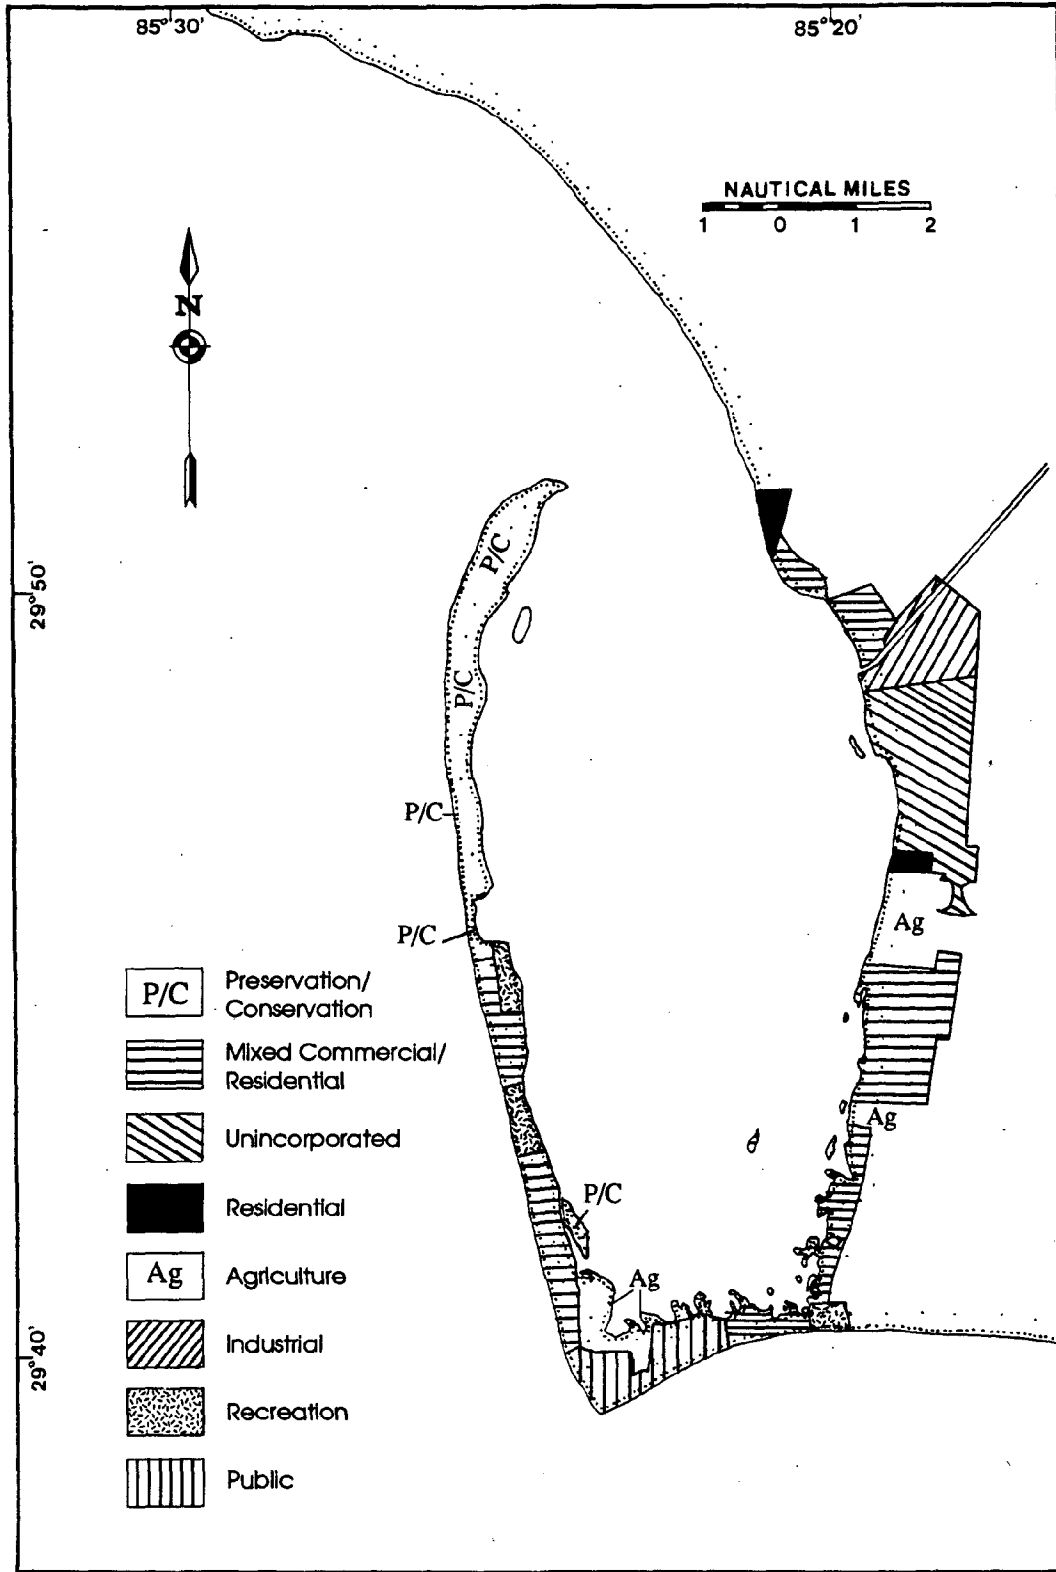 85° 30'
85° 20'
NAUTICAL MILES
1 0 1 2
N
P/C
29° 50'
P/C
P/C
Ag
P/C
P/C Preservation/
Conservation
Mixed Commercial/
Residential
Ag
Unincorporated
P/C
Residential
Ag Agriculture
Ag
Industrial
29° 40'
Recreation
Public